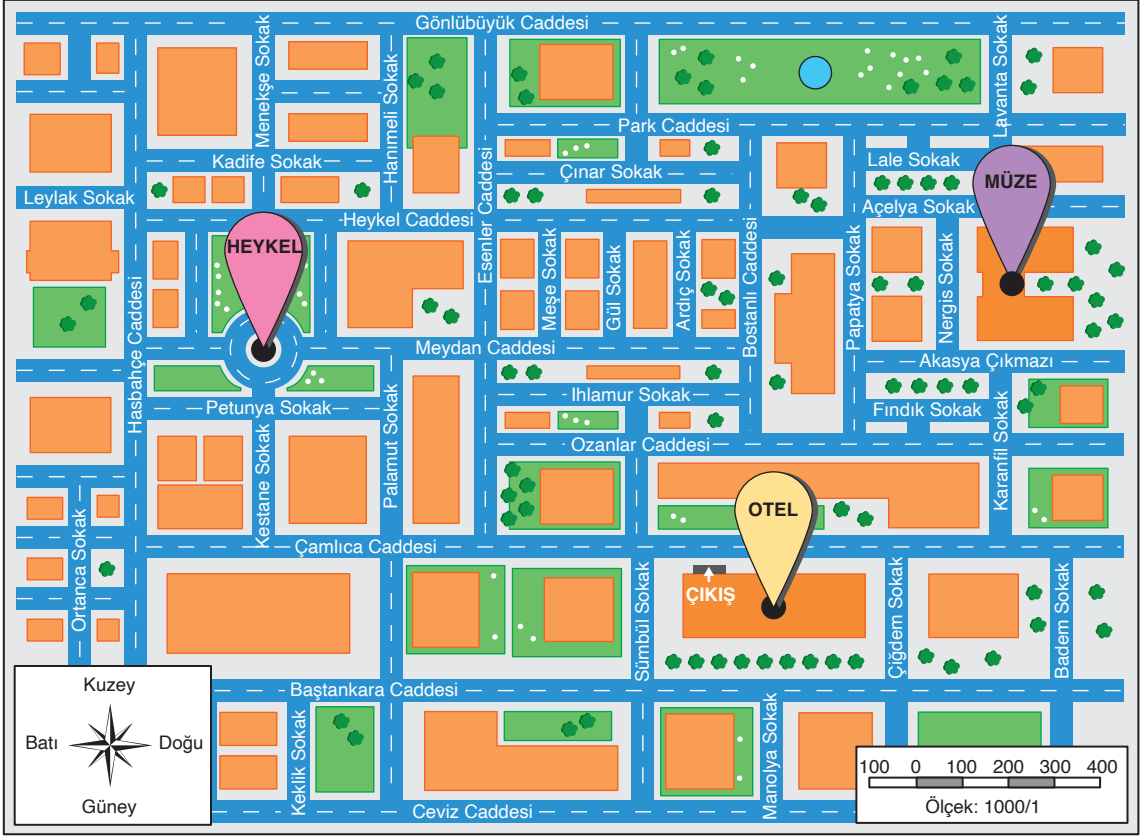 Gönlübüyük Caddesi
Menekşe Sokak
Hanımeli Sokak
Lavanta Sokak
Park Caddesi
Kadife Sokak
Lale Sokak
Çınar Sokak
MÜZE
Leylak Sokak
Açelya Sokak
Heykel Caddesi
HEYKEL
Esenler Caddesi
Hasbahçe Caddesi
Meşe Sokak
Gül Sokak
Ardıç Sokak
Bostanlı Caddesi
Papatya Sokak
Nergis Sokak
Meydan Caddesi
Akasya Çıkmazı
Ihlamur Sokak
Petunya Sokak
Fındık Sokak
Ozanlar Caddesi
Kestane Sokak
Palamut Sokak
Karanfil Sokak
OTEL
Çamlıca Caddesi
Ortanca Sokak
ÇIKIŞ
Sümbül Sokak
Çiğdem Sokak
Badem Sokak
Baştankara Caddesi
Kuzey
Batı
Doğu
Güney
Keklik Sokak
Manolya Sokak
Ceviz Caddesi
100 0 100 200 300 400
Ölçek: 1000/1